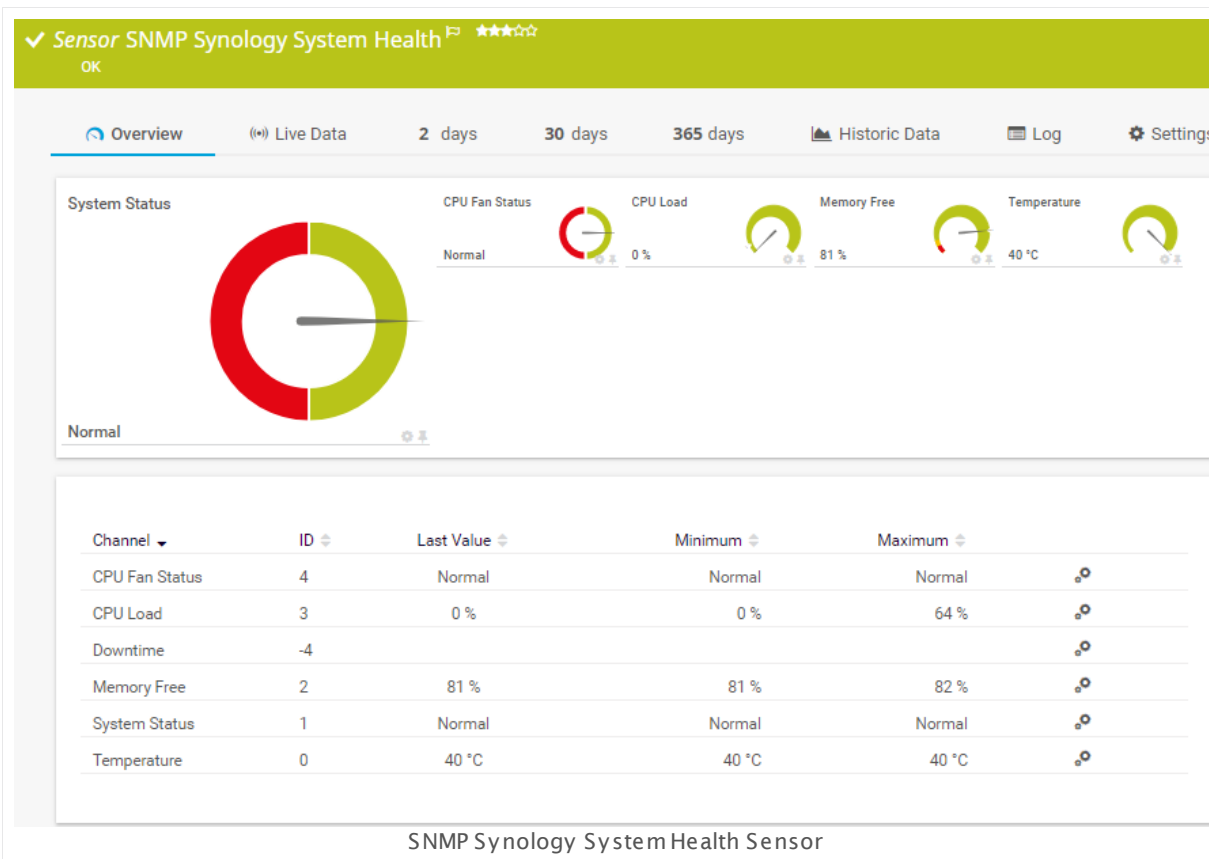 Sensor SNMP Synology System Health
OK
Overview Live Data 2 days 30 days 365 days Historic Data Log Settings
System Status
Normal
CPU Fan Status
Normal
CPU Load
0 %
Memory Free
81 %
Temperature
40 °C
Channel ID Last Value Minimum Maximum
CPU Fan Status 4 Normal Normal Normal
CPU Load 3 0 % 0 % 64 %
Downtime -4
Memory Free 2 81 % 81 % 82 %
System Status 1 Normal Normal Normal
Temperature 0 40 °C 40 °C 40 °C
SNMP Synology System Health Sensor